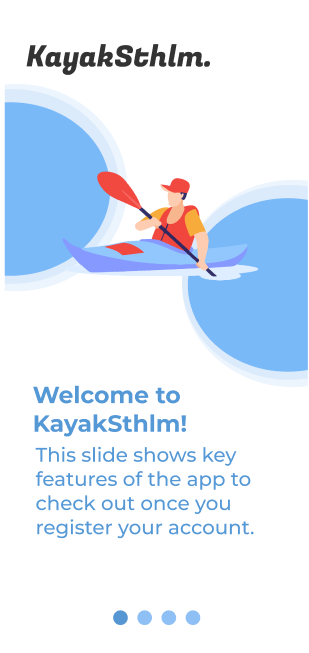 KayakSthlm.
Welcome to
KayakSthlm!
This slide shows key
features of the app to
check out once you
register your account.